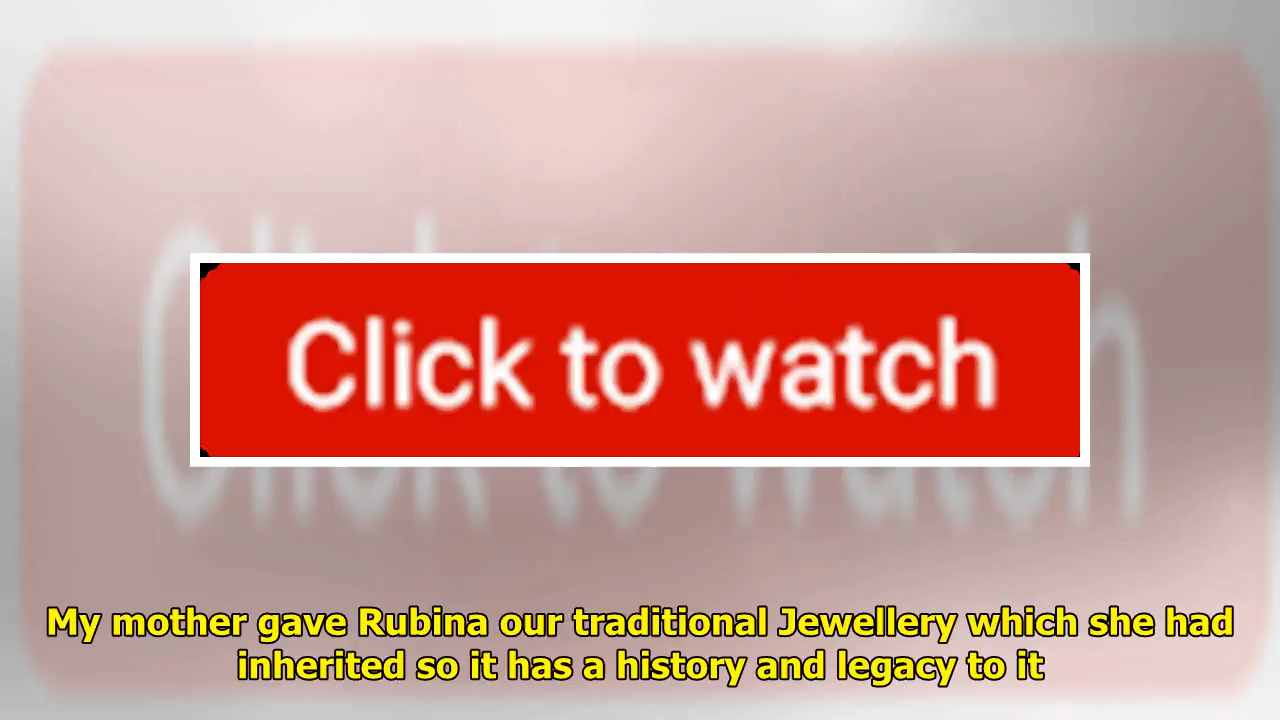 Click to watch
My mother gave Rubina our traditional Jewellery which she had
inherited so it has a history and legacy to it